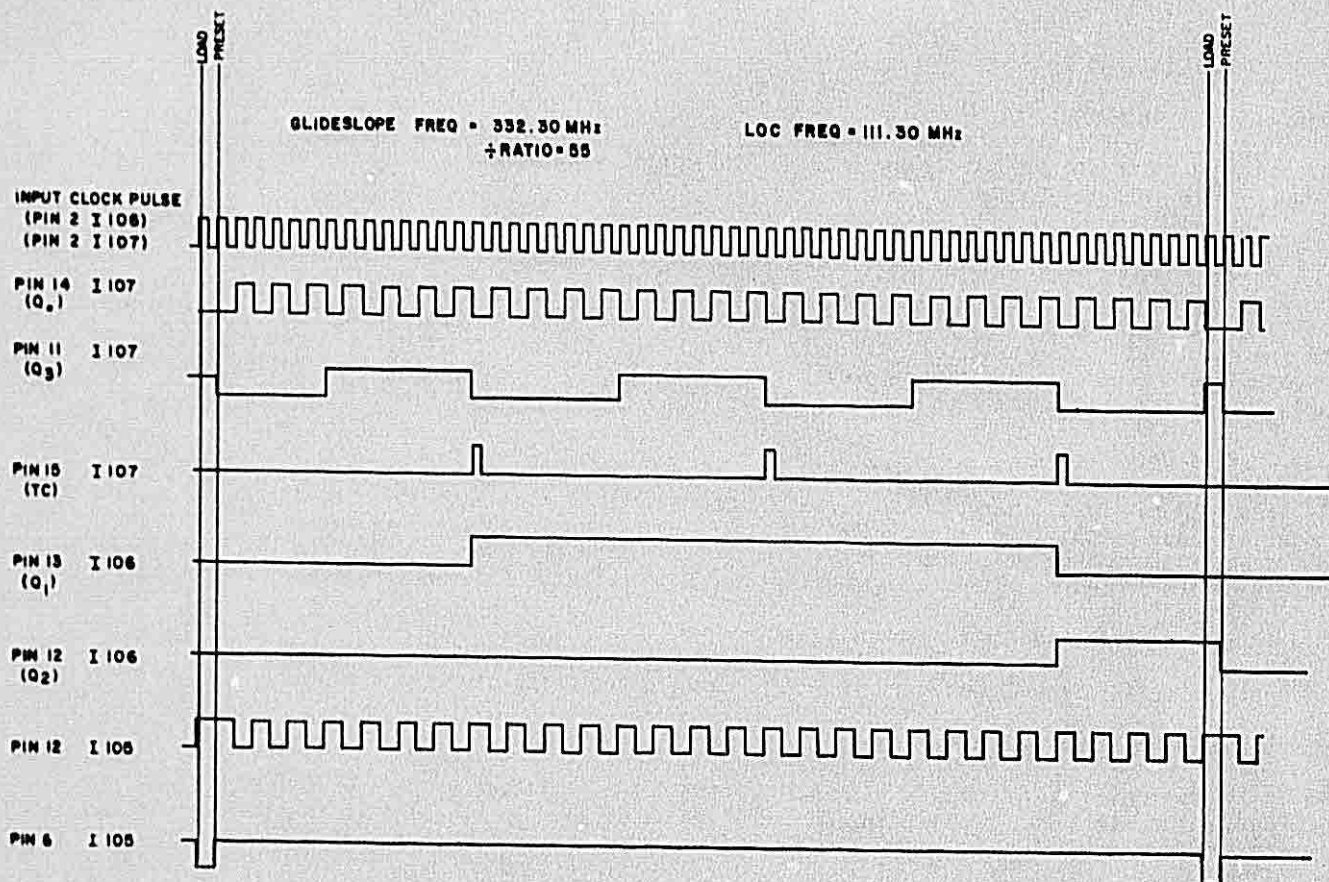 LOAD
PRESET
LOAD
PRESET
GLIDESLOPE FREQ = 332.30 MHz
÷RATIO = 55
LOC FREQ = 111.30 MHz
INPUT CLOCK PULSE
(PIN 2 I 106)
(PIN 2 I 107)
PIN 14 I 107
(Q₀)
PIN 11 I 107
(Q₃)
PIN 15 I 107
(TC)
PIN 13 I 106
(Q₁)
PIN 12 I 106
(Q2)
PIN 12 I 105
PIN 6 I 105